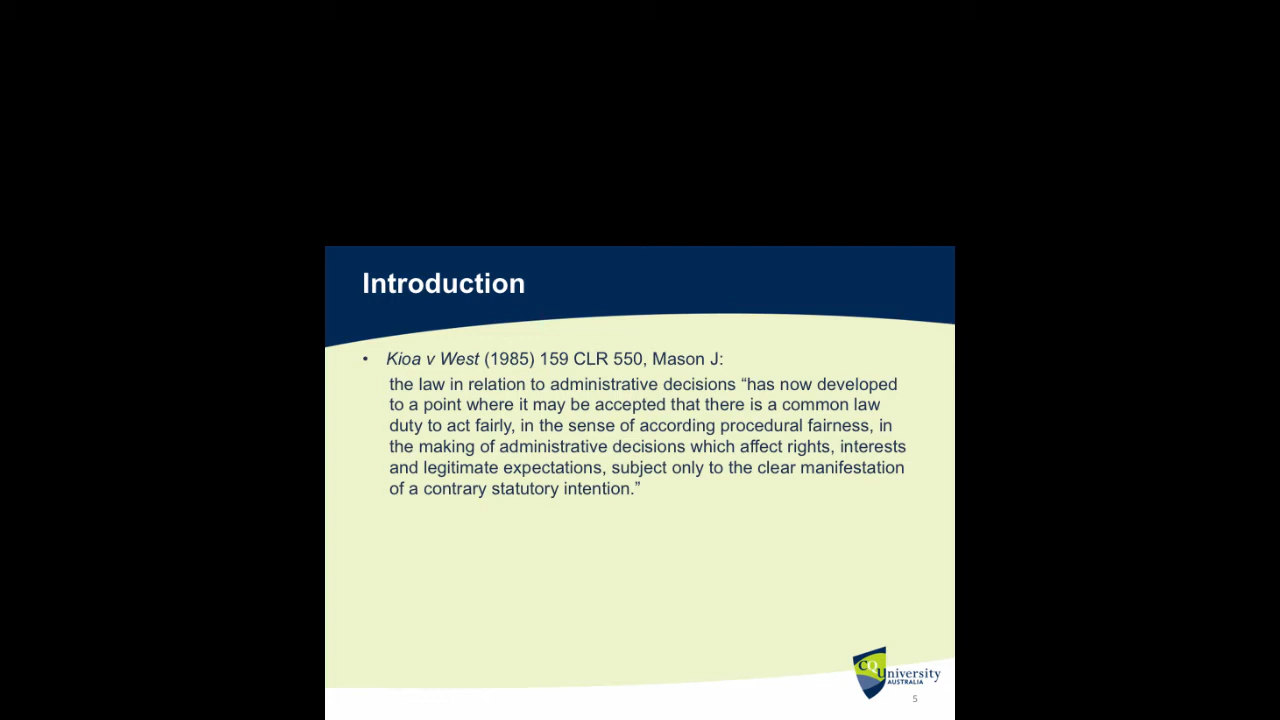 Introduction
• Kioa v West (1985) 159 CLR 550, Mason J:
the law in relation to administrative decisions “has now developed
to a point where it may be accepted that there is a common law
duty to act fairly, in the sense of according procedural fairness, in
the making of administrative decisions which affect rights, interests
and legitimate expectations, subject only to the clear manifestation
of a contrary statutory intention.”
CQUniversity
AUSTRALIA
5